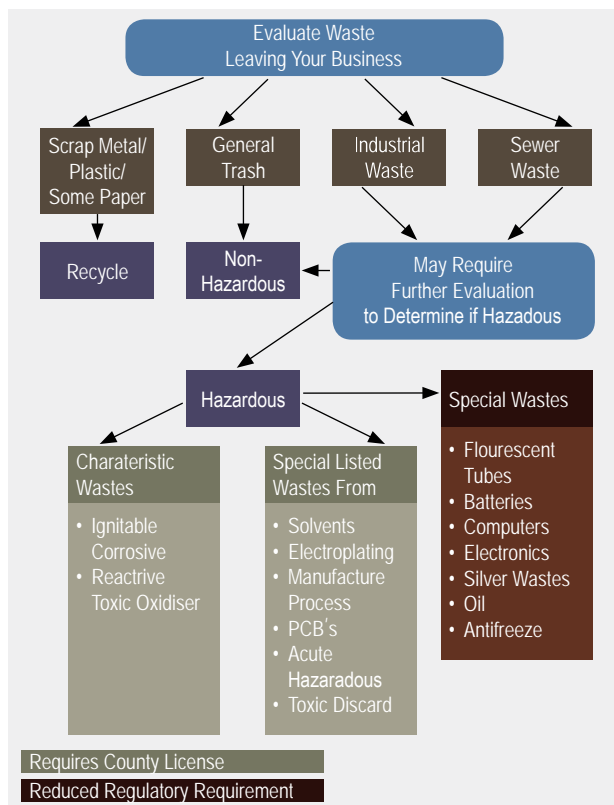 Evaluate Waste
Leaving Your Business
Scrap Metal/
Plastic/
Some Paper
General
Trash
Industrial
Waste
Sewer
Waste
Recycle
Non-
Hazardous
May Require
Further Evaluation
to Determine if Hazadous
Hazardous
Special Wastes
• Flourescent
Tubes
• Batteries
• Computers
• Electronics
• Silver Wastes
• Oil
• Antifreeze
Charateristic
Wastes
• Ignitable
Corrosive
• Reactrive
Toxic Oxidiser
Special Listed
Wastes From
• Solvents
• Electroplating
• Manufacture
Process
• PCB's
• Acute
Hazaradous
• Toxic Discard
Requires County License
Reduced Regulatory Requirement